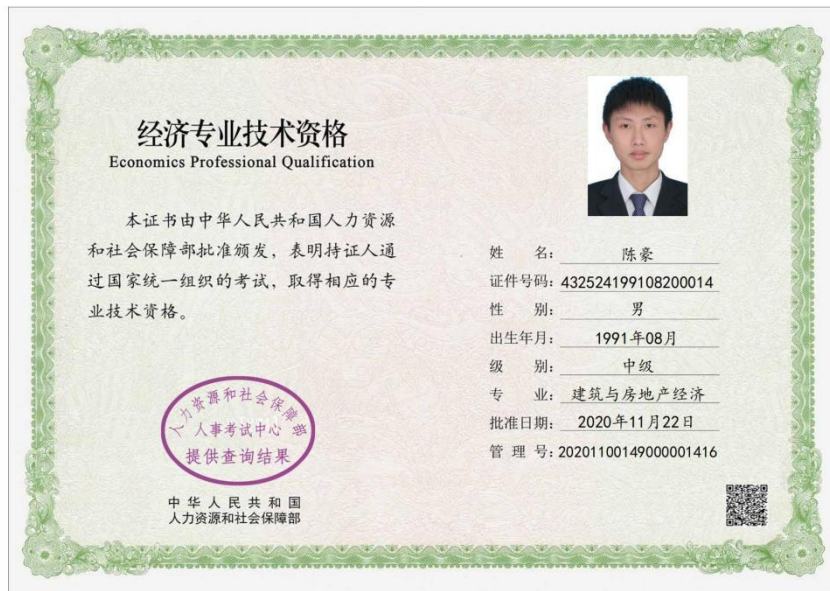 经济专业技术资格
Economics Professional Qualification
本证书由中华人民共和国人力资源
和社会保障部批准颁发，表明持证人通
过国家统一组织的考试，取得相应的专
业技术资格。
人力资源和社会保障部
人事考试中心
提供查询结果
中华人民共和国
人力资源和社会保障部
姓 名： 陈豪
证件号码：432524199108200014
性 别： 男
出生年月： 1991年08月
级 别： 中级
专 业： 建筑与房地产经济
批准日期： 2020年11月22日
管 理 号：20201100149000001416